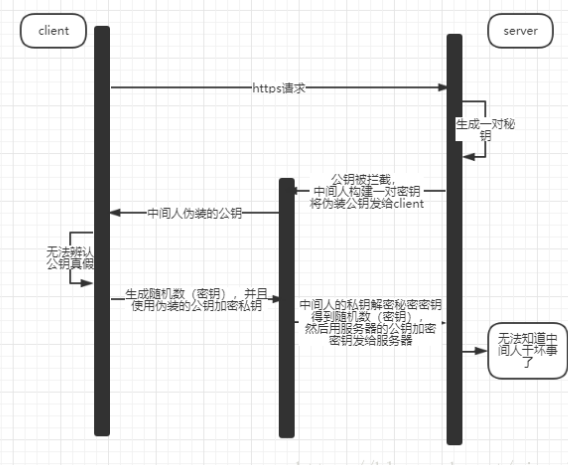 client
server
https请求
生成一对秘
钥
公钥被拦截,
中间人构建一对密钥
将伪装公钥发给client
中间人伪装的公钥
无法辨认
公钥真假
生成随机数（密钥），并且
使用伪装的公钥加密私钥
中间人的私钥解密秘密密钥
得到随机数（密钥），
然后用服务器的公钥加密
密钥发给服务器
无法知道中
间人干坏事
了